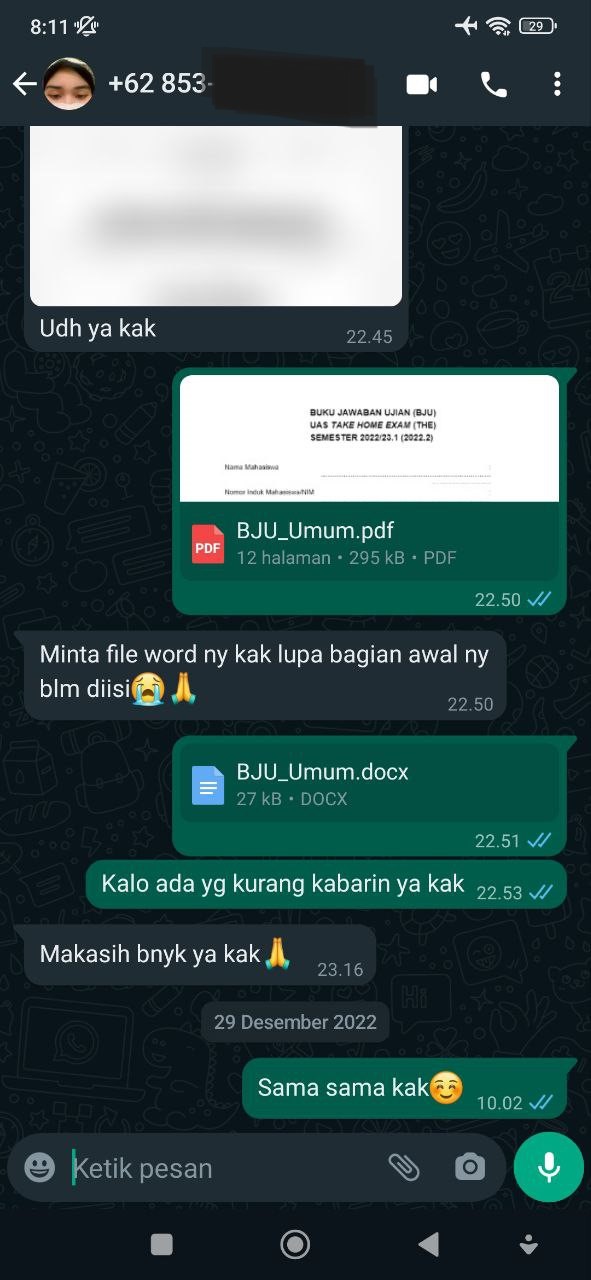 8:11
29
+62 853-
Udh ya kak
22.45
BUKU JAWABAN UJIAN (BJU)
UAS TAKE HOME EXAM (THE)
SEMESTER 2022/23.1 (2022.2)
Nama Mahasiswa :
Nomor Induk Mahasiswa/NIM :
PDF
BJU_Umum.pdf
12 halaman • 295 kB • PDF
22.50
Minta file word ny kak lupa bagian awal ny
blm diisi😭🙏
22.50
BJU_Umum.docx
27 kB • DOCX
22.51
Kalo ada yg kurang kabarin ya kak 22.53
Makasih bnyk ya kak🙏 23.16
29 Desember 2022
Sama sama kak☺️ 10.02
Ketik pesan